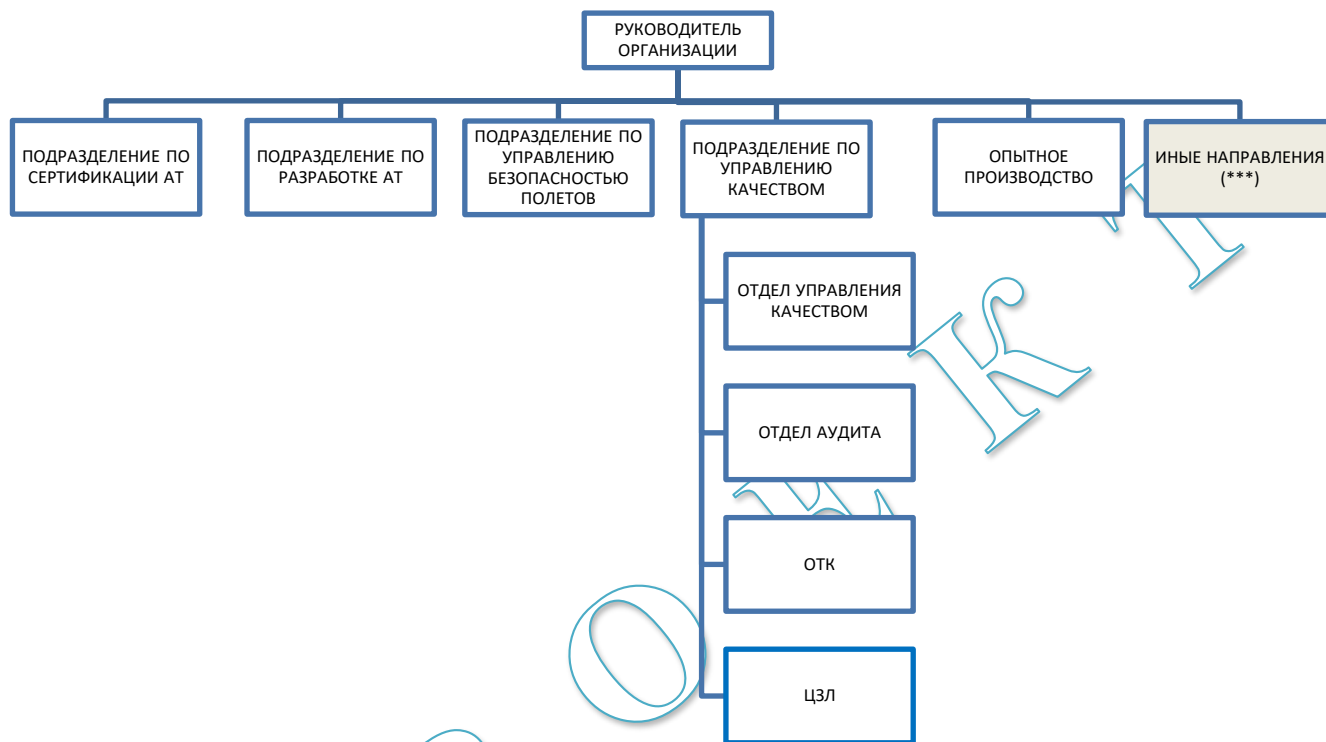 РУКОВОДИТЕЛЬ
ОРГАНИЗАЦИИ
ПОДРАЗДЕЛЕНИЕ ПО
СЕРТИФИКАЦИИ АТ
ПОДРАЗДЕЛЕНИЕ ПО
РАЗРАБОТКЕ АТ
ПОДРАЗДЕЛЕНИЕ ПО
УПРАВЛЕНИЮ
БЕЗОПАСНОСТЬЮ
ПОЛЕТОВ
ПОДРАЗДЕЛЕНИЕ ПО
УПРАВЛЕНИЮ
КАЧЕСТВОМ
ОПЫТНОЕ
ПРОИЗВОДСТВО
ИНЫЕ НАПРАВЛЕНИЯ
(***)
ОТДЕЛ УПРАВЛЕНИЯ
КАЧЕСТВОМ
ОТДЕЛ АУДИТА
ОТК
ЦЗЛ